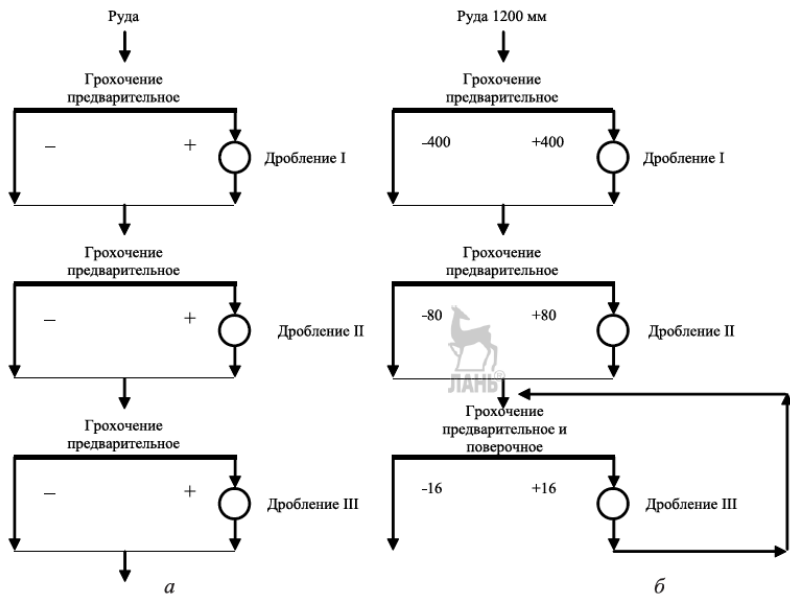 Руда
Грохочение
предварительное
– +
Дробление I
Грохочение
предварительное
– +
Дробление II
Грохочение
предварительное
– +
Дробление III
а
Руда 1200 мм
Грохочение
предварительное
-400 +400
Дробление I
Грохочение
предварительное
-80 +80
Дробление II
ЛАНЬ®
Грохочение
предварительное и
поверочное
-16 +16
Дробление III
б